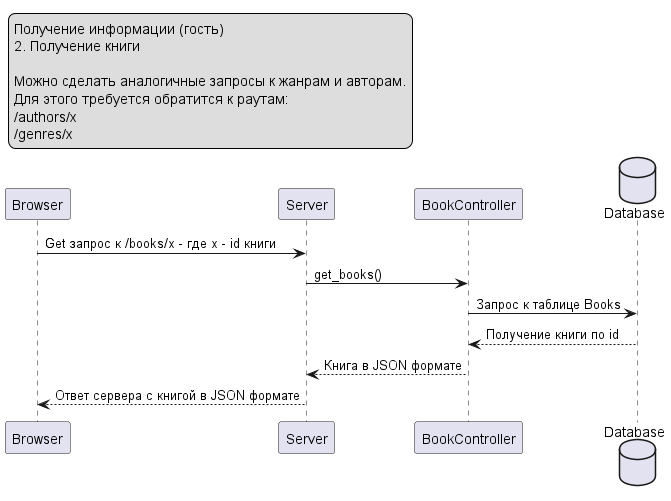 Получение информации (гость)
2. Получение книги
Можно сделать аналогичные запросы к жанрам и авторам.
Для этого требуется обратится к раутам:
/authors/x
/genres/x
Database
Browser
Server
BookController
Get запрос к /books/x - где x - id книги
get_books()
Запрос к таблице Books
Получение книги по id
Книга в JSON формате
Ответ сервера с книгой в JSON формате
Browser
Server
BookController
Database